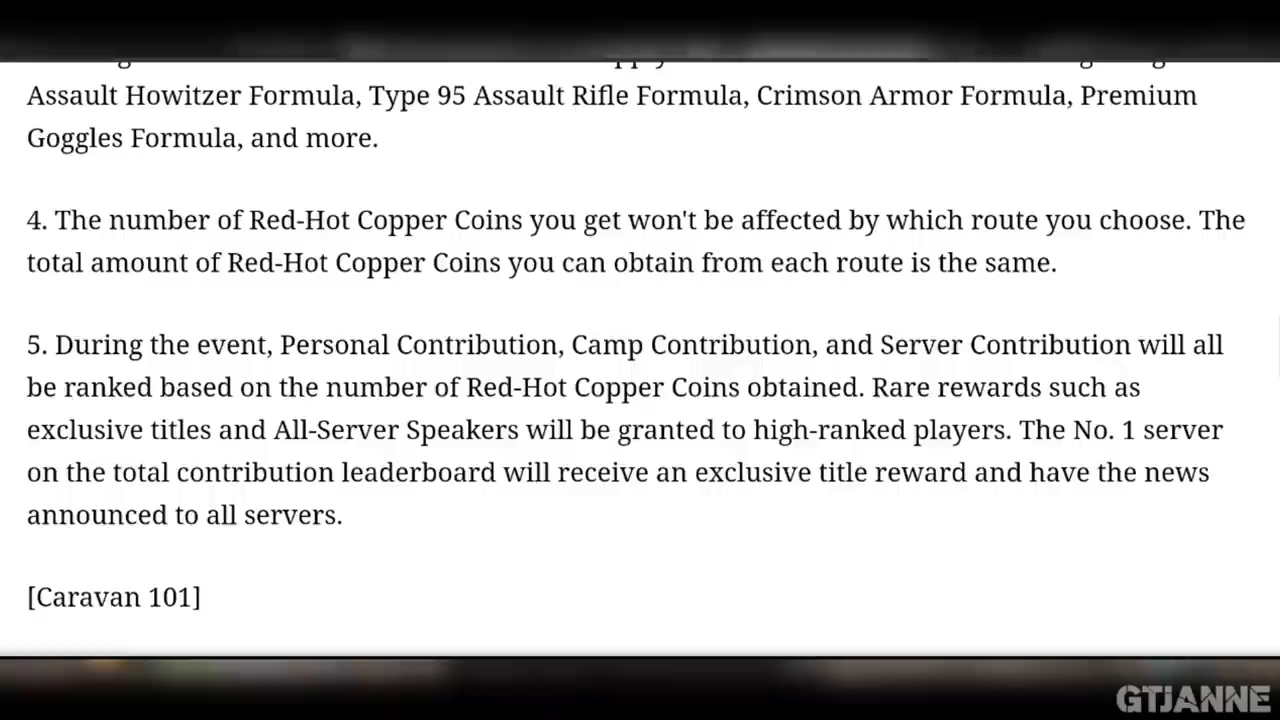 Assault Howitzer Formula, Type 95 Assault Rifle Formula, Crimson Armor Formula, Premium
Goggles Formula, and more.
4. The number of Red-Hot Copper Coins you get won't be affected by which route you choose. The
total amount of Red-Hot Copper Coins you can obtain from each route is the same.
5. During the event, Personal Contribution, Camp Contribution, and Server Contribution will all
be ranked based on the number of Red-Hot Copper Coins obtained. Rare rewards such as
exclusive titles and All-Server Speakers will be granted to high-ranked players. The No. 1 server
on the total contribution leaderboard will receive an exclusive title reward and have the news
announced to all servers.
[Caravan 101]
GTJANNE